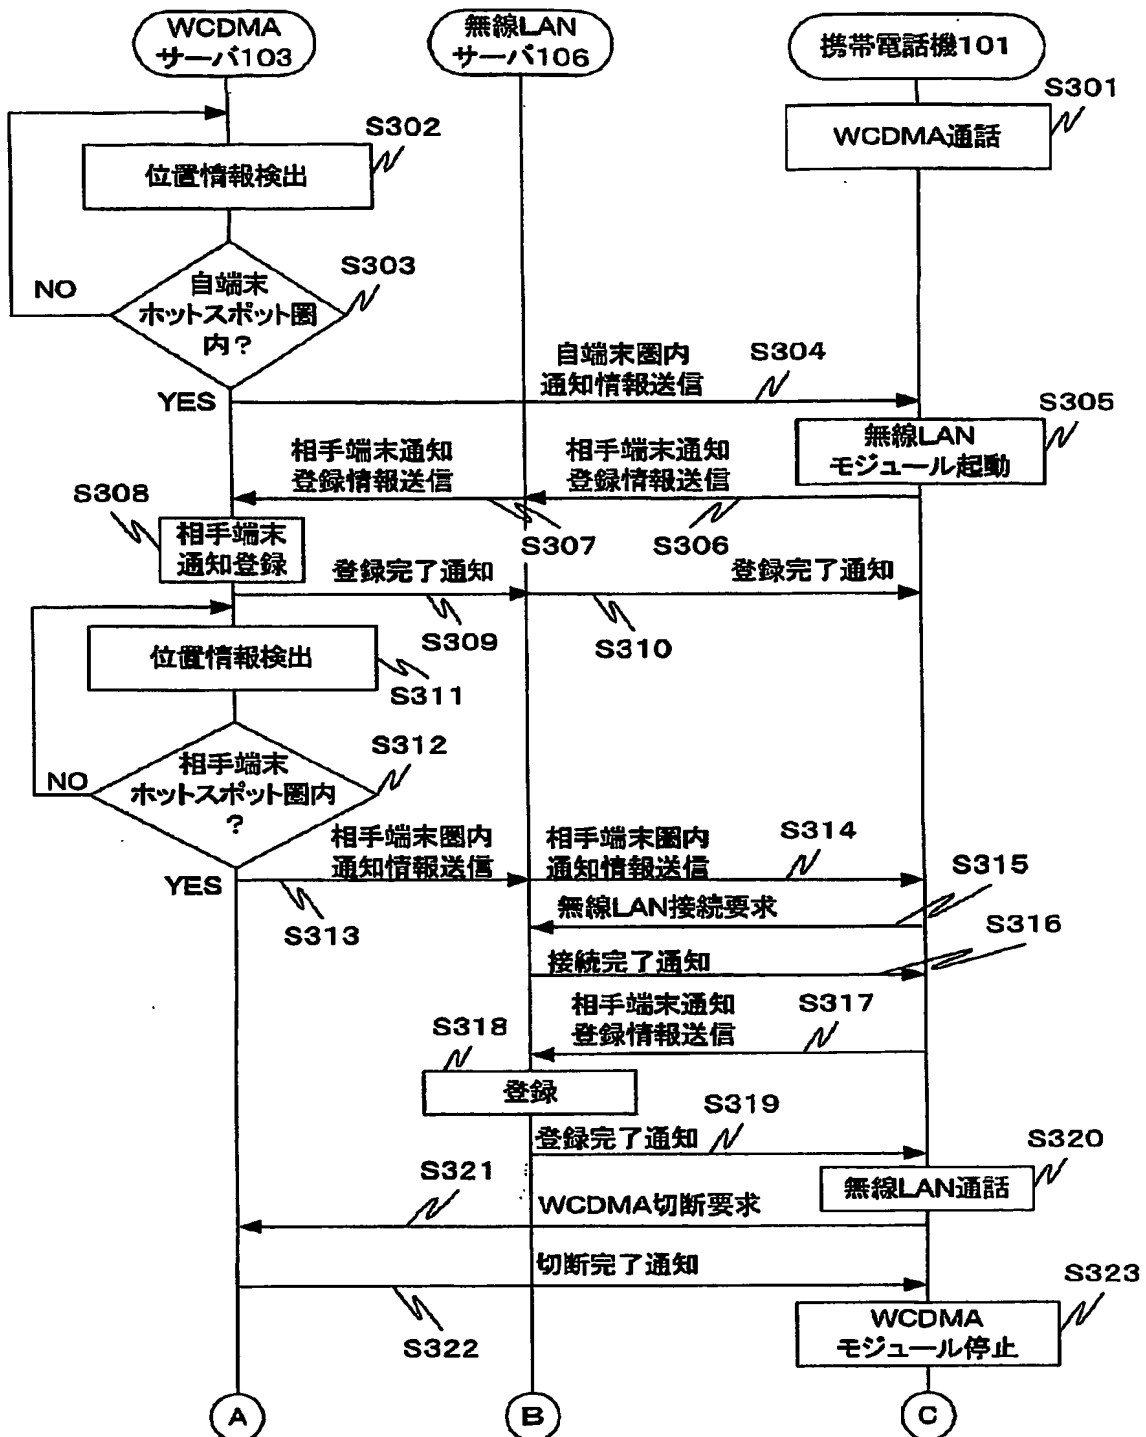 WCDMA
サーバ103
無線LAN
サーバ106
携帯電話機101
S301
WCDMA通話
S302
位置情報検出
S303
自端末
ホットスポット圏
内?
NO
YES
自端末圏内
通知情報送信
S304
S305
無線LAN
モジュール起動
相手端末通知
登録情報送信
相手端末通知
登録情報送信
S307
S306
S308
相手端末
通知登録
登録完了通知
登録完了通知
S309
S310
位置情報検出
S311
S312
相手端末
ホットスポット圏内
?
NO
YES
相手端末圏内
通知情報送信
S313
相手端末圏内
通知情報送信
S314
S315
無線LAN接続要求
S316
接続完了通知
相手端末通知
登録情報送信
S317
S318
登録
S319
登録完了通知
S320
無線LAN通話
S321
WCDMA切断要求
切断完了通知
S322
S323
WCDMA
モジュール停止
A
B
C